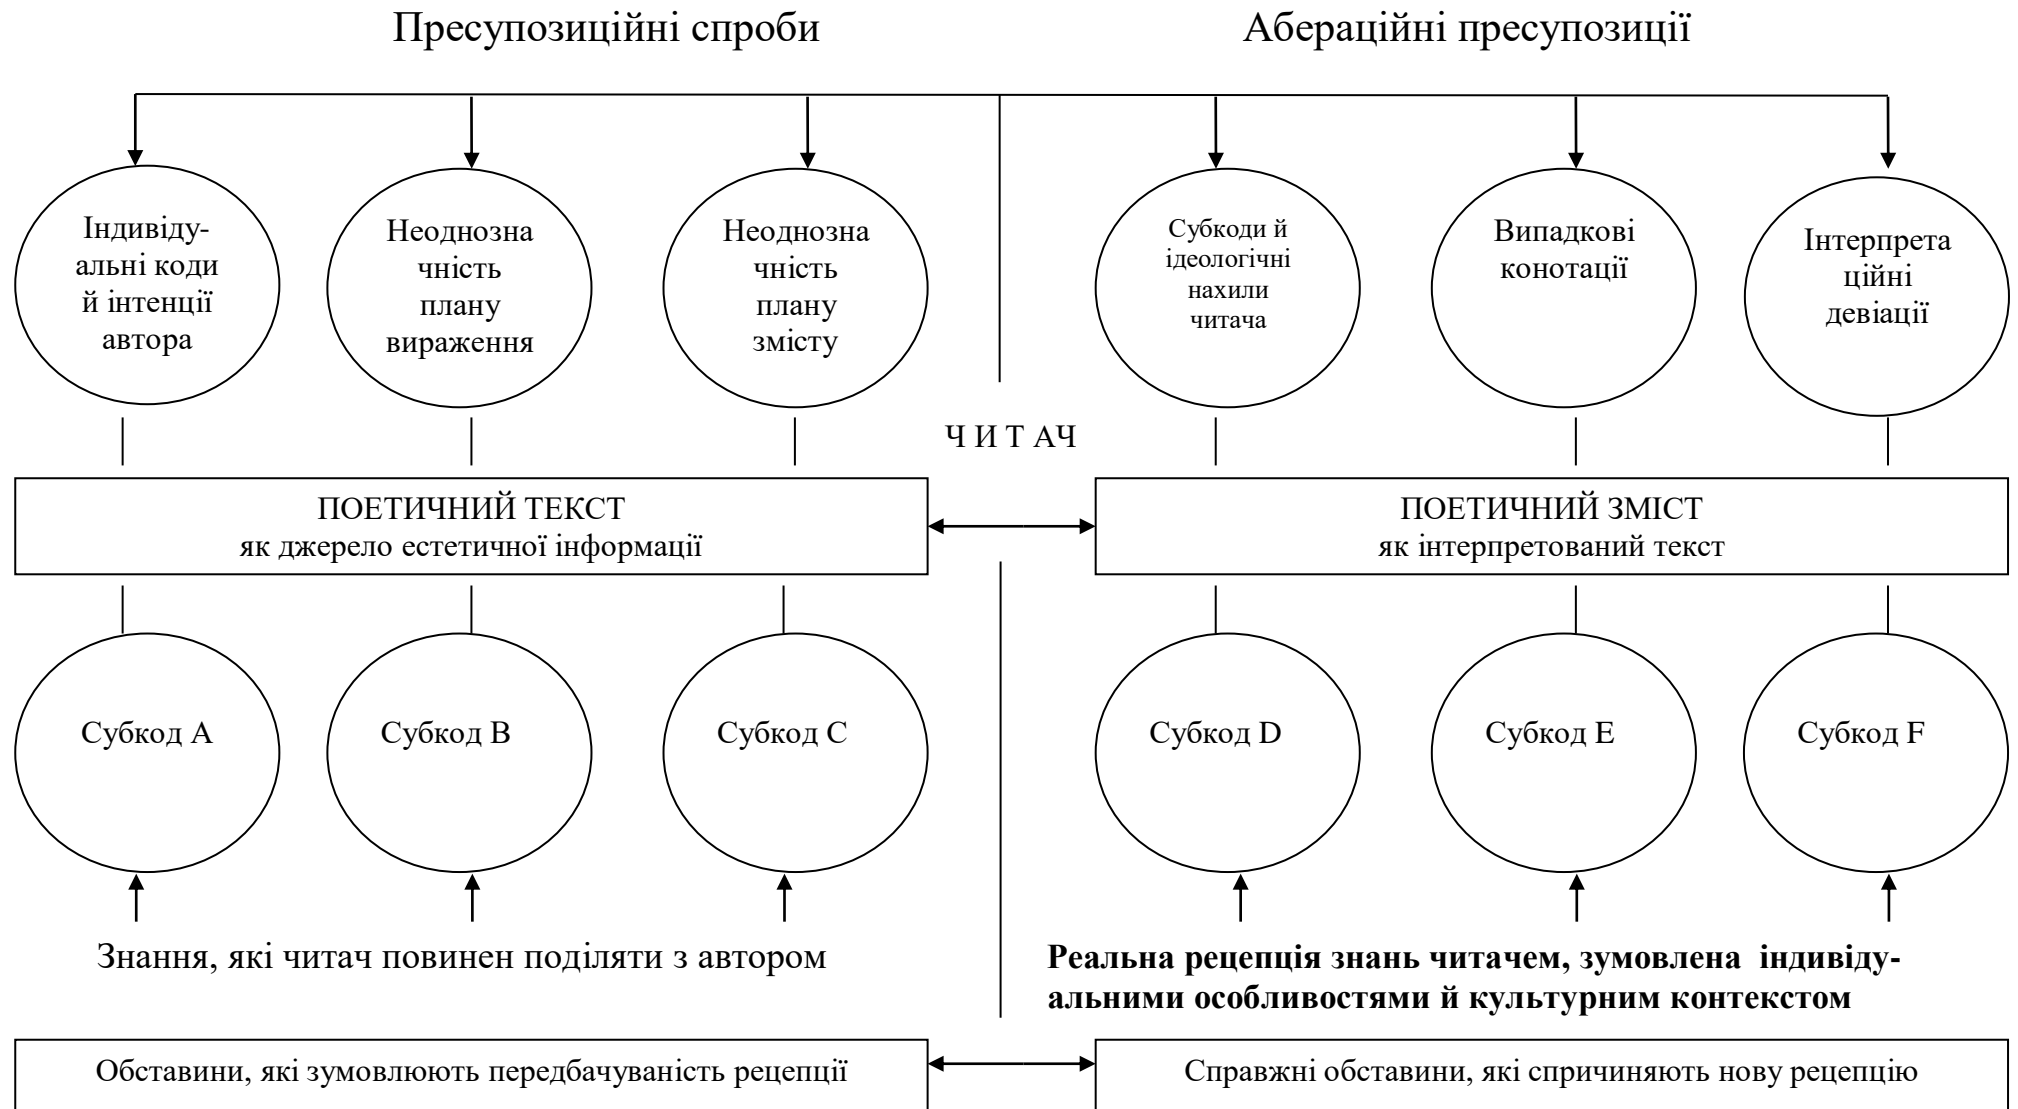 Пресупозиційні спроби
Абераційні пресупозиції
Індивіду-
альні коди
й інтенції
автора
Неоднозна
чність
плану
вираження
Неоднозна
чність
плану
змісту
Субкоди й
ідеологічні
нахили
читача
Випадкові
конотації
Інтерпрета
ційні
девіації
Ч И Т АЧ
ПОЕТИЧНИЙ ТЕКСТ
як джерело естетичної інформації
ПОЕТИЧНИЙ ЗМІСТ
як інтерпретований текст
Субкод A
Субкод B
Субкод C
Субкод D
Субкод E
Субкод F
Знання, які читач повинен поділяти з автором
Реальна рецепція знань читачем, зумовлена індивіду-
альними особливостями й культурним контекстом
Обставини, які зумовлюють передбачуваність рецепції
Справжні обставини, які спричиняють нову рецепцію